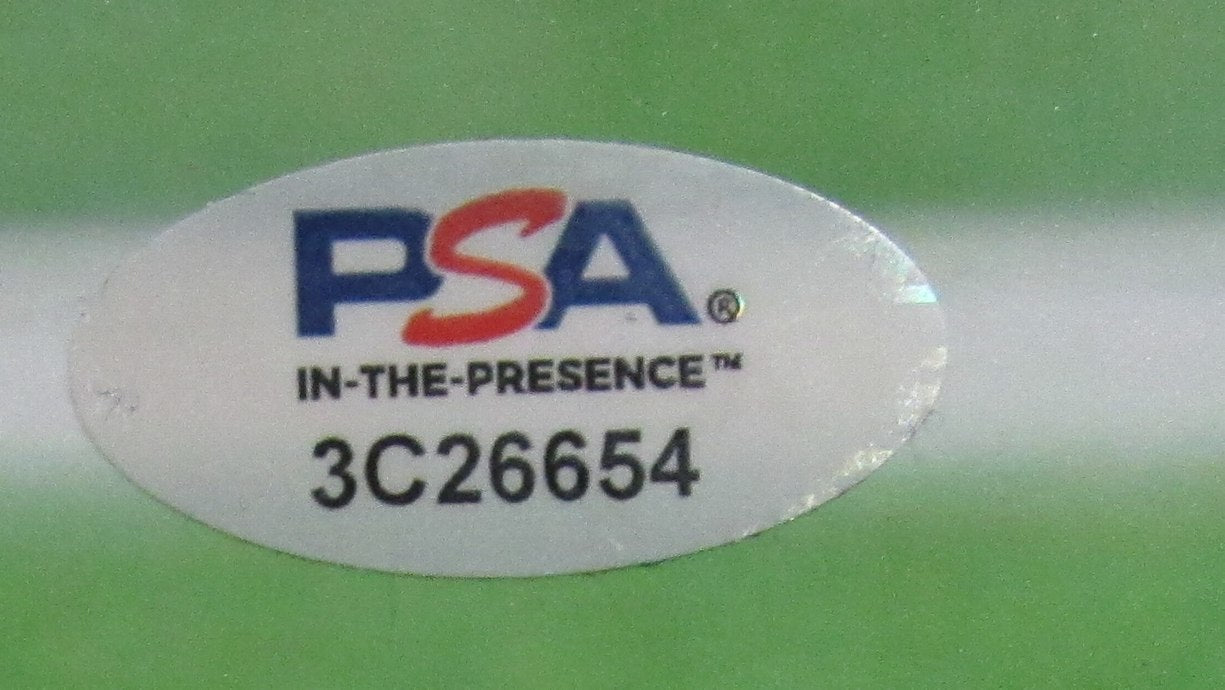 PSA®
IN-THE-PRESENCE™
3C26654